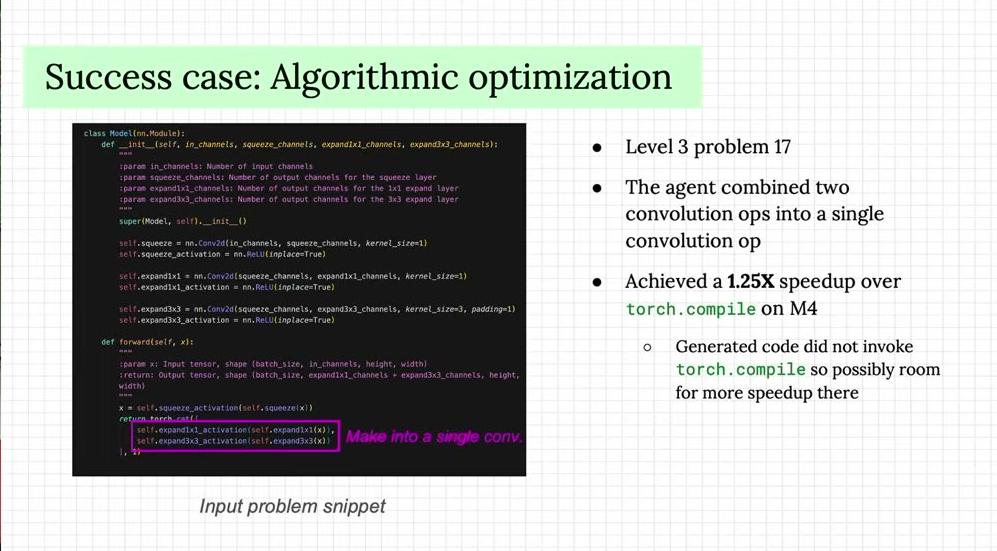 Success case: Algorithmic optimization
class Model(nn.Module):
def __init__(self, in_channels, squeeze_channels, expand1x1_channels, expand3x3_channels):
"""
:param in_channels: Number of input channels
:param squeeze_channels: Number of output channels for the squeeze layer
:param expand1x1_channels: Number of output channels for the 1x1 expand layer
:param expand3x3_channels: Number of output channels for the 3x3 expand layer
"""
super(Model, self).__init__()
self.squeeze = nn.Conv2d(in_channels, squeeze_channels, kernel_size=1)
self.squeeze_activation = nn.ReLU(inplace=True)
self.expand1x1 = nn.Conv2d(squeeze_channels, expand1x1_channels, kernel_size=1)
self.expand1x1_activation = nn.ReLU(inplace=True)
self.expand3x3 = nn.Conv2d(squeeze_channels, expand3x3_channels, kernel_size=3, padding=1)
self.expand3x3_activation = nn.ReLU(inplace=True)
def forward(self, x):
"""
:param x: Input tensor, shape (batch_size, in_channels, height, width)
:return: Output tensor, shape (batch_size, expand1x1_channels + expand3x3_channels, height,
width)
"""
x = self.squeeze_activation(self.squeeze(x))
return torch.cat([
self.expand1x1_activation(self.expand1x1(x)),
self.expand3x3_activation(self.expand3x3(x))
], 1)
Make into a single conv.
Input problem snippet
● Level 3 problem 17
● The agent combined two
convolution ops into a single
convolution op
● Achieved a 1.25X speedup over
torch.compile on M4
○ Generated code did not invoke
torch.compile so possibly room
for more speedup there